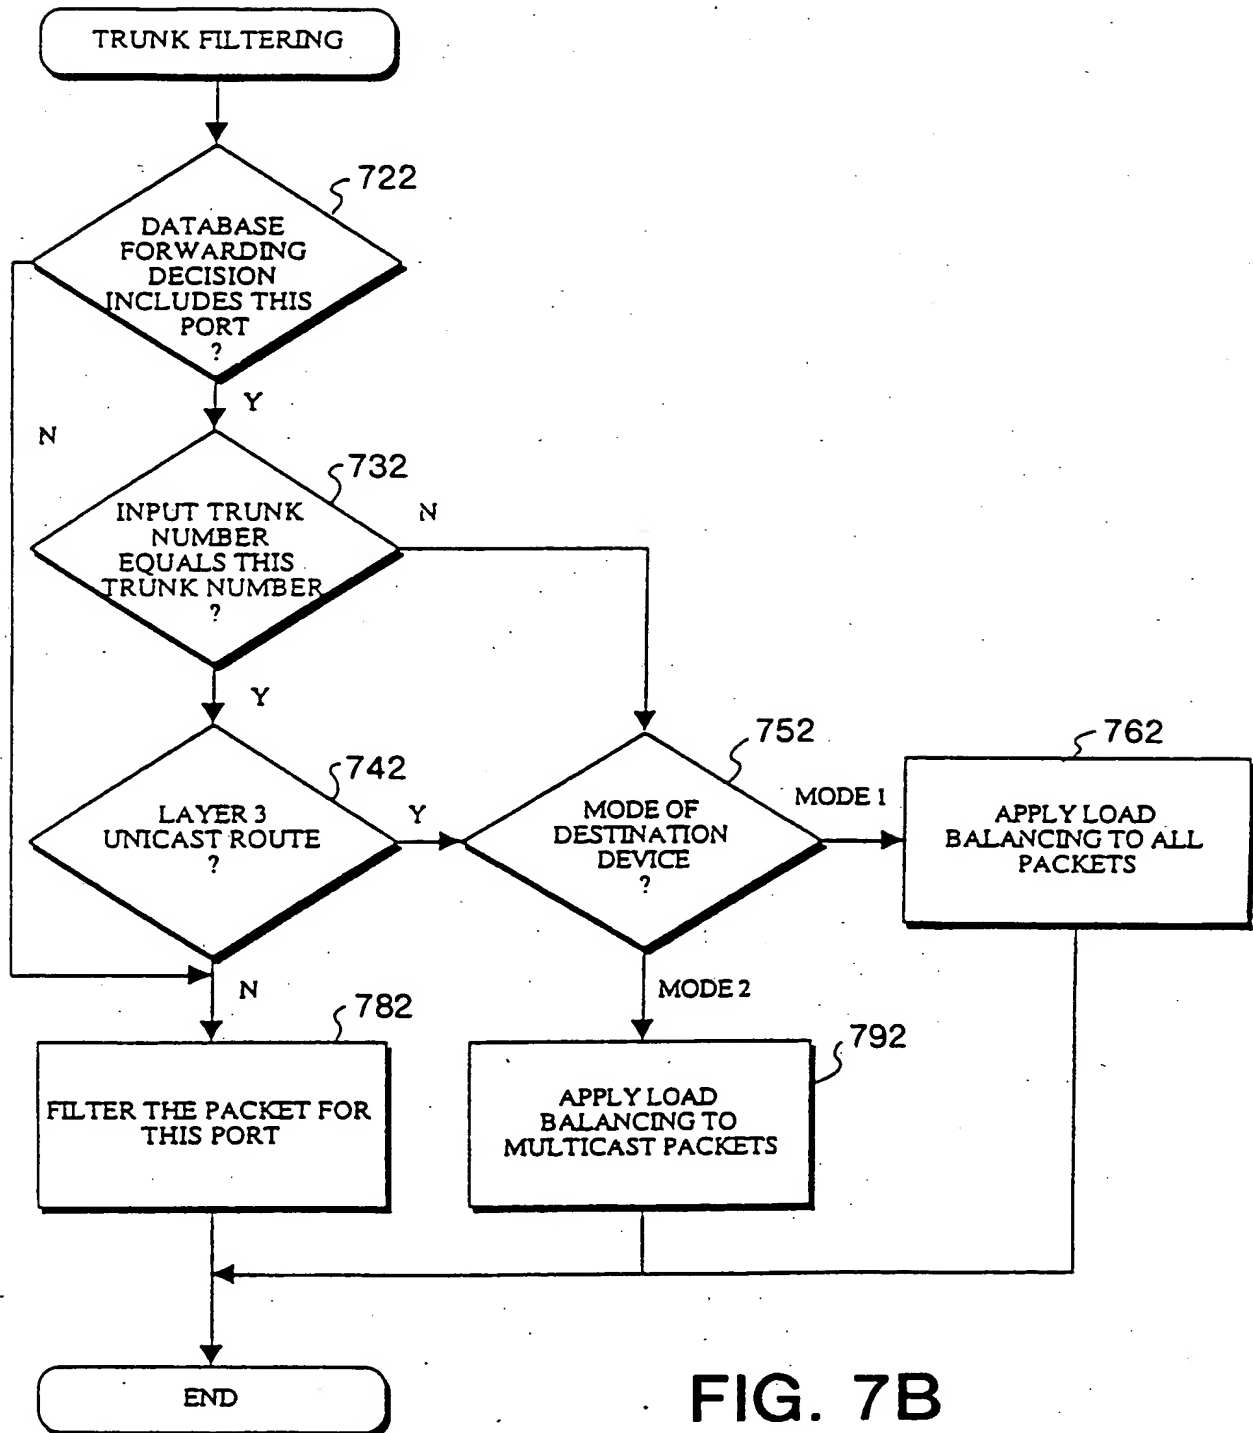 TRUNK FILTERING
722
DATABASE
FORWARDING
DECISION
INCLUDES THIS
PORT
?
Y
N
732
INPUT TRUNK
NUMBER
EQUALS THIS
TRUNK NUMBER
?
N
Y
742
LAYER 3
UNICAST ROUTE
?
Y
N
752
MODE OF
DESTINATION
DEVICE
?
MODE 1
MODE 2
762
APPLY LOAD
BALANCING TO ALL
PACKETS
782
FILTER THE PACKET FOR
THIS PORT
792
APPLY LOAD
BALANCING TO
MULTICAST PACKETS
END
FIG. 7B